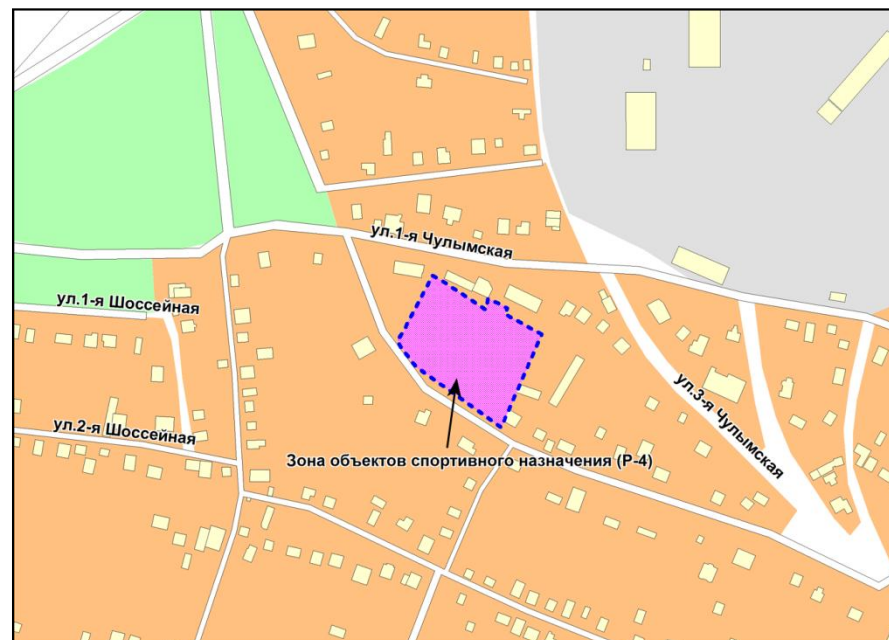 ул.1-я Чулымская
ул.1-я Шоссейная
ул.3-я Чулымская
ул.2-я Шоссейная
Зона объектов спортивного назначения (Р-4)